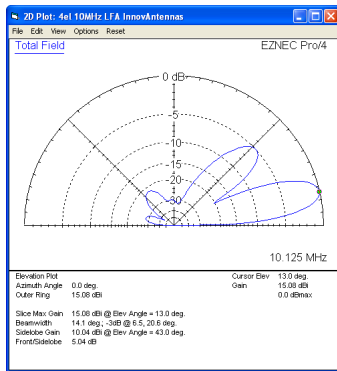 2D Plot: 4el 10MHz LFA InnovAntennas
File Edit View Options Reset
Total Field EZNEC Pro/4
0 dB
-5
-10
-15
-20
-30
10.125 MHz
Elevation Plot Cursor Elev 13.0 deg.
Azimuth Angle 0.0 deg. Gain 15.08 dBi
Outer Ring 15.08 dBi 0.0 dBmax
Slice Max Gain 15.08 dBi @ Elev Angle = 13.0 deg.
Beamwidth 14.1 deg.; -3dB @ 6.5, 20.6 deg.
Sidelobe Gain 10.04 dBi @ Elev Angle = 43.0 deg.
Front/Sidelobe 5.04 dB